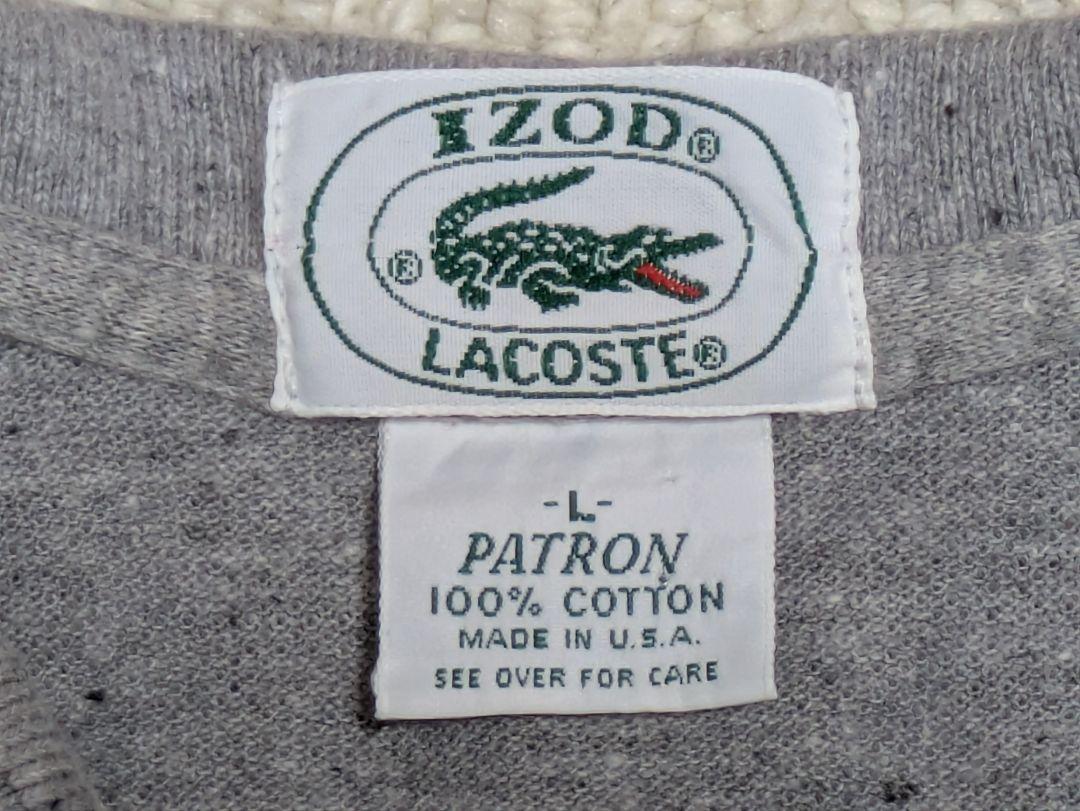 IZOD®
®
LACOSTE®
-L-
PATRON
100% COTTON
MADE IN U.S.A.
SEE OVER FOR CARE